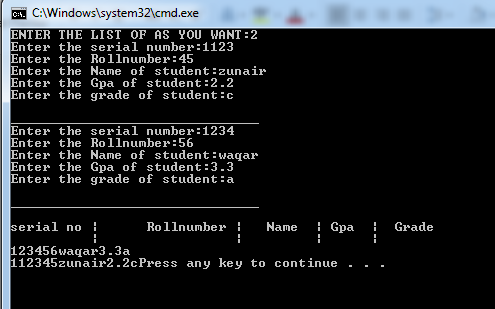 C:\Windows\system32\cmd.exe
ENTER THE LIST OF AS YOU WANT:2
Enter the serial number:1123
Enter the Rollnumber:45
Enter the Name of student:zunair
Enter the Gpa of student:2.2
Enter the grade of student:c
_______________________________
Enter the serial number:1234
Enter the Rollnumber:56
Enter the Name of student:waqar
Enter the Gpa of student:3.3
Enter the grade of student:a
_______________________________
serial no ¦      Rollnumber ¦   Name  ¦ Gpa  ¦  Grade
          ¦                 ¦         ¦      ¦
123456waqar3.3a
112345zunair2.2cPress any key to continue . . .